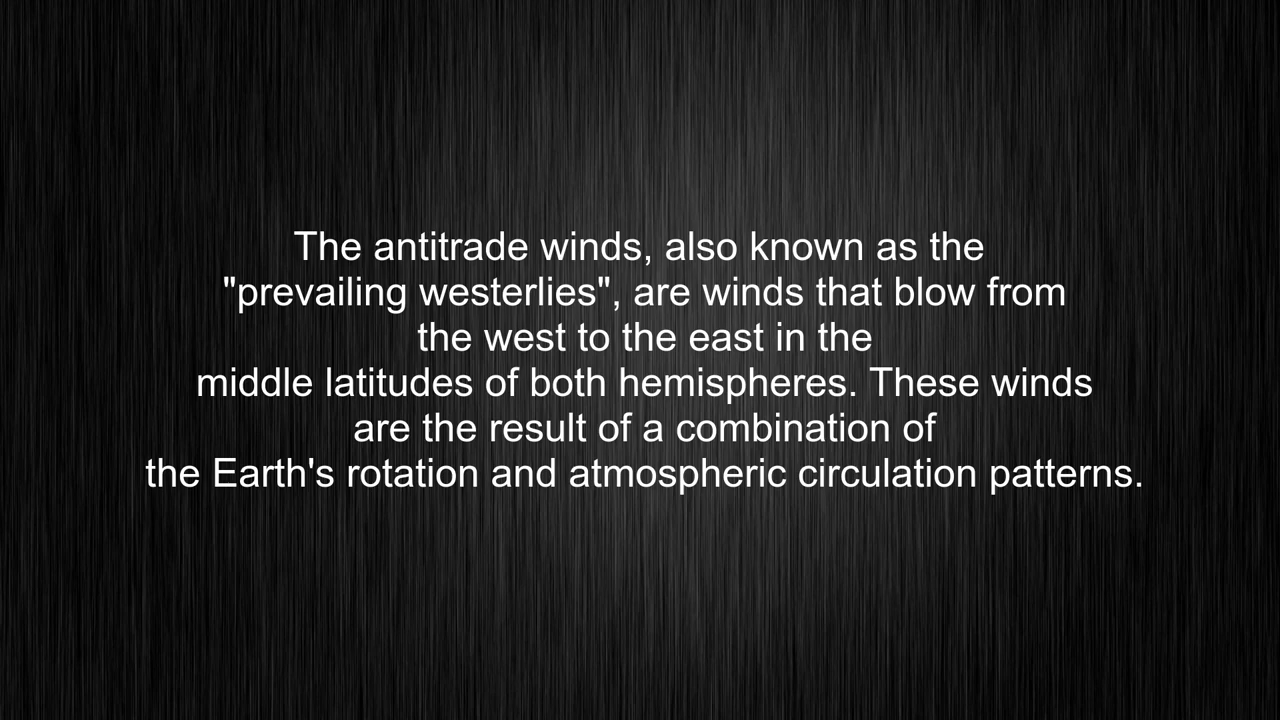 The antitrade winds, also known as the
"prevailing westerlies", are winds that blow from
the west to the east in the
middle latitudes of both hemispheres. These winds
are the result of a combination of
the Earth's rotation and atmospheric circulation patterns.